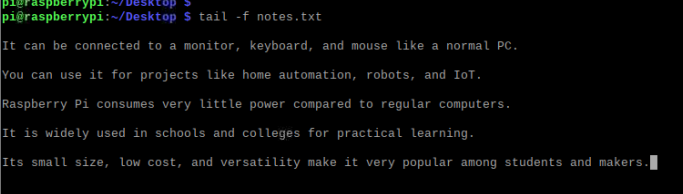 pi@raspberrypi:~/Desktop $
pi@raspberrypi:~/Desktop $ tail -f notes.txt
It can be connected to a monitor, keyboard, and mouse like a normal PC.
You can use it for projects like home automation, robots, and IoT.
Raspberry Pi consumes very little power compared to regular computers.
It is widely used in schools and colleges for practical learning.
Its small size, low cost, and versatility make it very popular among students and makers.